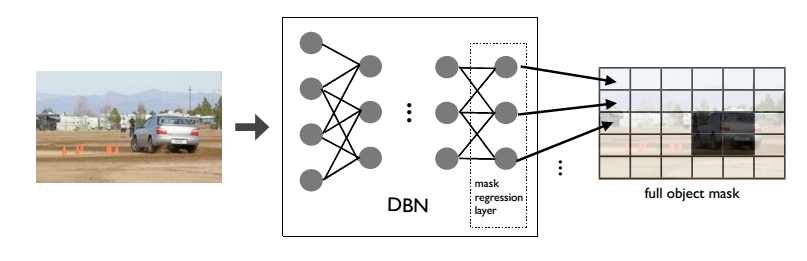 DBN
mask
regression
layer
full object mask